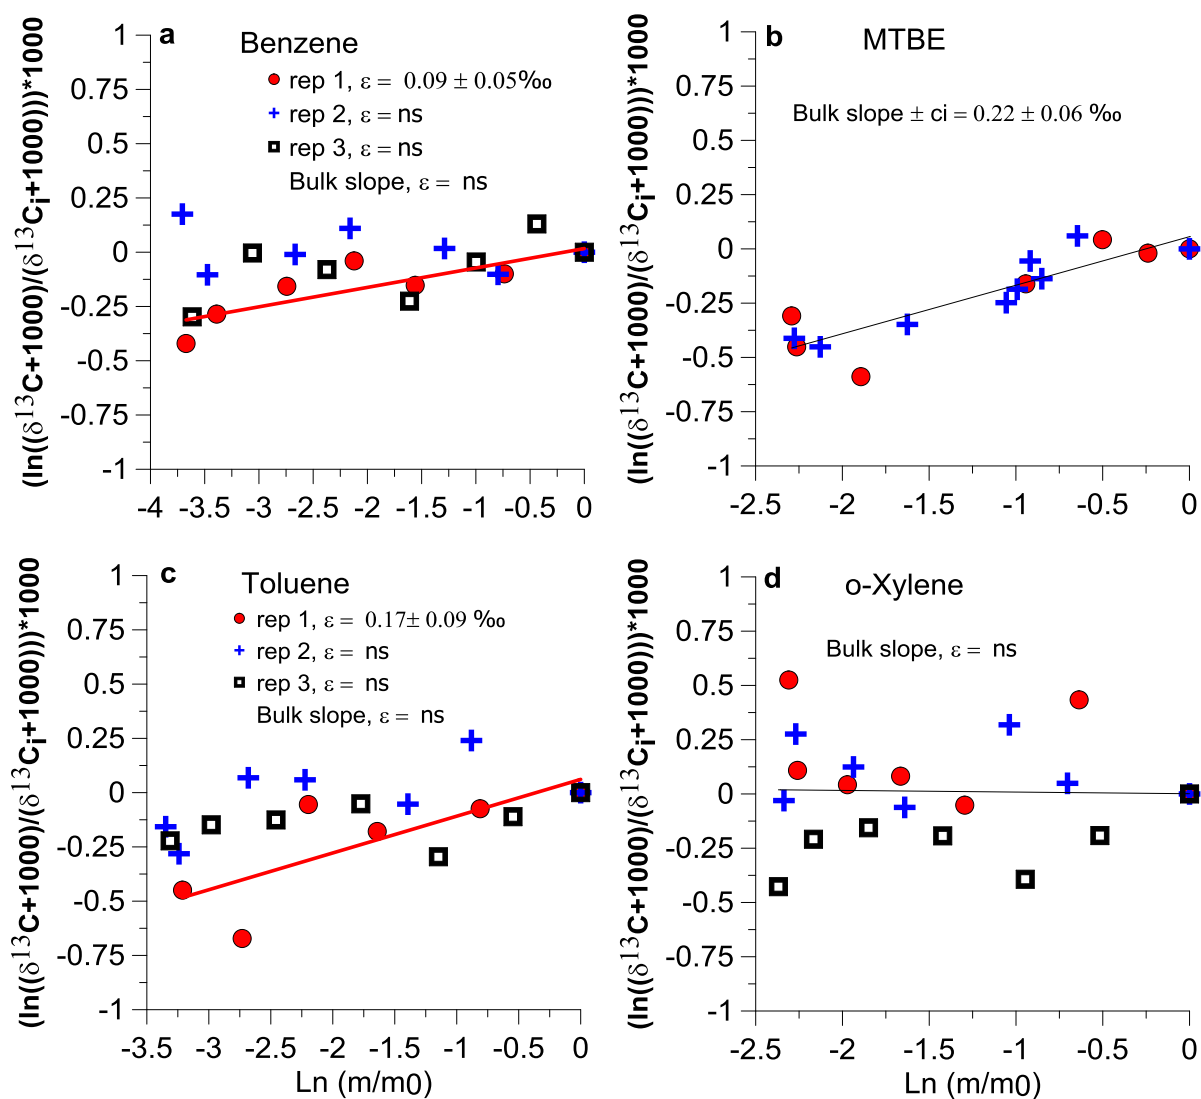 a
Benzene
rep 1, ε = 0.09 ± 0.05‰
rep 2, ε = ns
rep 3, ε = ns
Bulk slope, ε = ns
(ln((δ¹³C+1000)/(δ¹³Ci+1000)))*1000
1
0.75
0.5
0.25
0
-0.25
-0.5
-0.75
-1
-4 -3.5 -3 -2.5 -2 -1.5 -1 -0.5 0
b
MTBE
Bulk slope ± ci = 0.22 ± 0.06 ‰
(ln((δ¹³C+1000)/(δ¹³Ci+1000)))*1000
1
0.75
0.5
0.25
0
-0.25
-0.5
-0.75
-1
-2.5 -2 -1.5 -1 -0.5 0
c
Toluene
rep 1, ε = 0.17± 0.09 ‰
rep 2, ε = ns
rep 3, ε = ns
Bulk slope, ε = ns
(ln((δ¹³C+1000)/(δ¹³Ci+1000)))*1000
1
0.75
0.5
0.25
0
-0.25
-0.5
-0.75
-1
-3.5 -3 -2.5 -2 -1.5 -1 -0.5 0
Ln (m/m0)
d
o-Xylene
Bulk slope, ε = ns
(ln((δ¹³C+1000)/(δ¹³Ci+1000)))*1000
1
0.75
0.5
0.25
0
-0.25
-0.5
-0.75
-1
-2.5 -2 -1.5 -1 -0.5 0
Ln (m/m0)